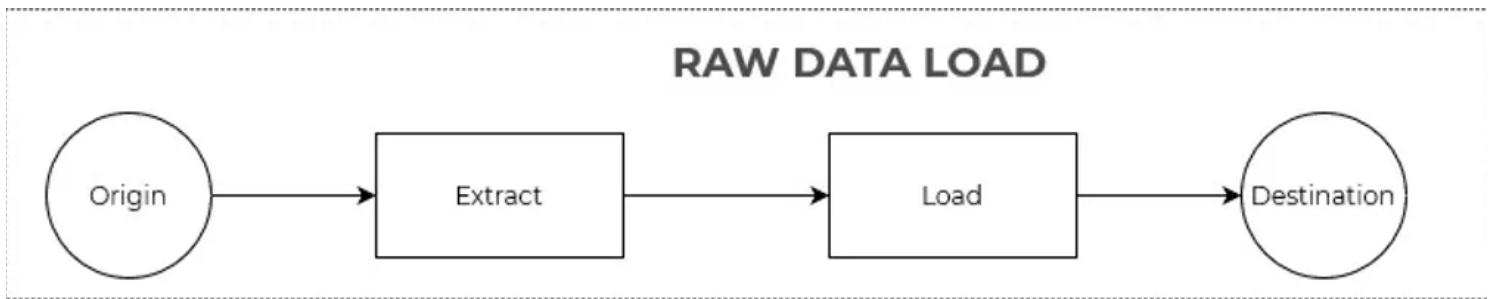 RAW DATA LOAD
Origin
Extract
Load
Destination